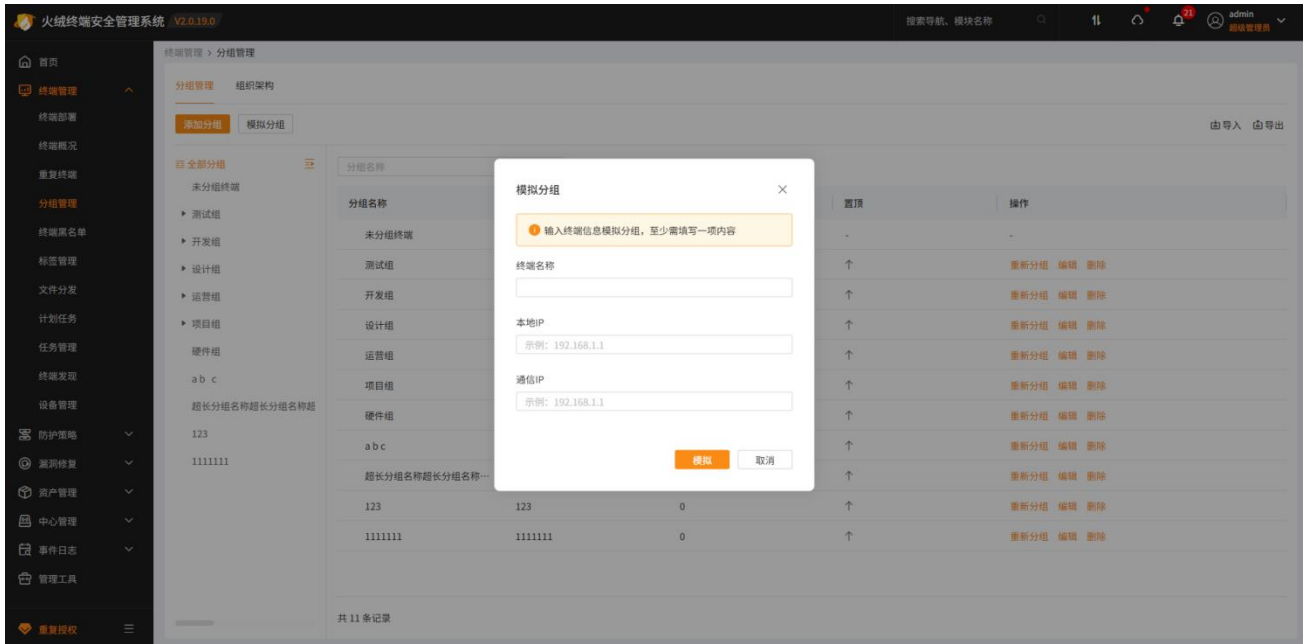 火绒终端安全管理系统 V2.0.19.0
搜索导航、模块名称
21
admin
超级管理员
首页
终端管理
终端部署
终端概况
重复终端
分组管理
终端黑名单
标签管理
文件分发
计划任务
任务管理
终端发现
设备管理
防护策略
漏洞修复
资产管理
中心管理
事件日志
管理工具
重复授权
终端管理 > 分组管理
分组管理 组织架构
添加分组 模拟分组
导入 导出
全部分组
未分组终端
测试组
开发组
设计组
运营组
项目组
硬件组
a b c
超长分组名称超长分组名称超
123
1111111
分组名称
分组名称 置顶 操作
未分组终端 - -
测试组 重新分组 编辑 删除
开发组 重新分组 编辑 删除
设计组 重新分组 编辑 删除
运营组 重新分组 编辑 删除
项目组 重新分组 编辑 删除
硬件组 重新分组 编辑 删除
a b c 重新分组 编辑 删除
超长分组名称超长分组名称… 重新分组 编辑 删除
123 123 0 重新分组 编辑 删除
1111111 1111111 0 重新分组 编辑 删除
共 11 条记录
模拟分组
输入终端信息模拟分组，至少需填写一项内容
终端名称
本地IP
示例：192.168.1.1
通信IP
示例：192.168.1.1
模拟 取消